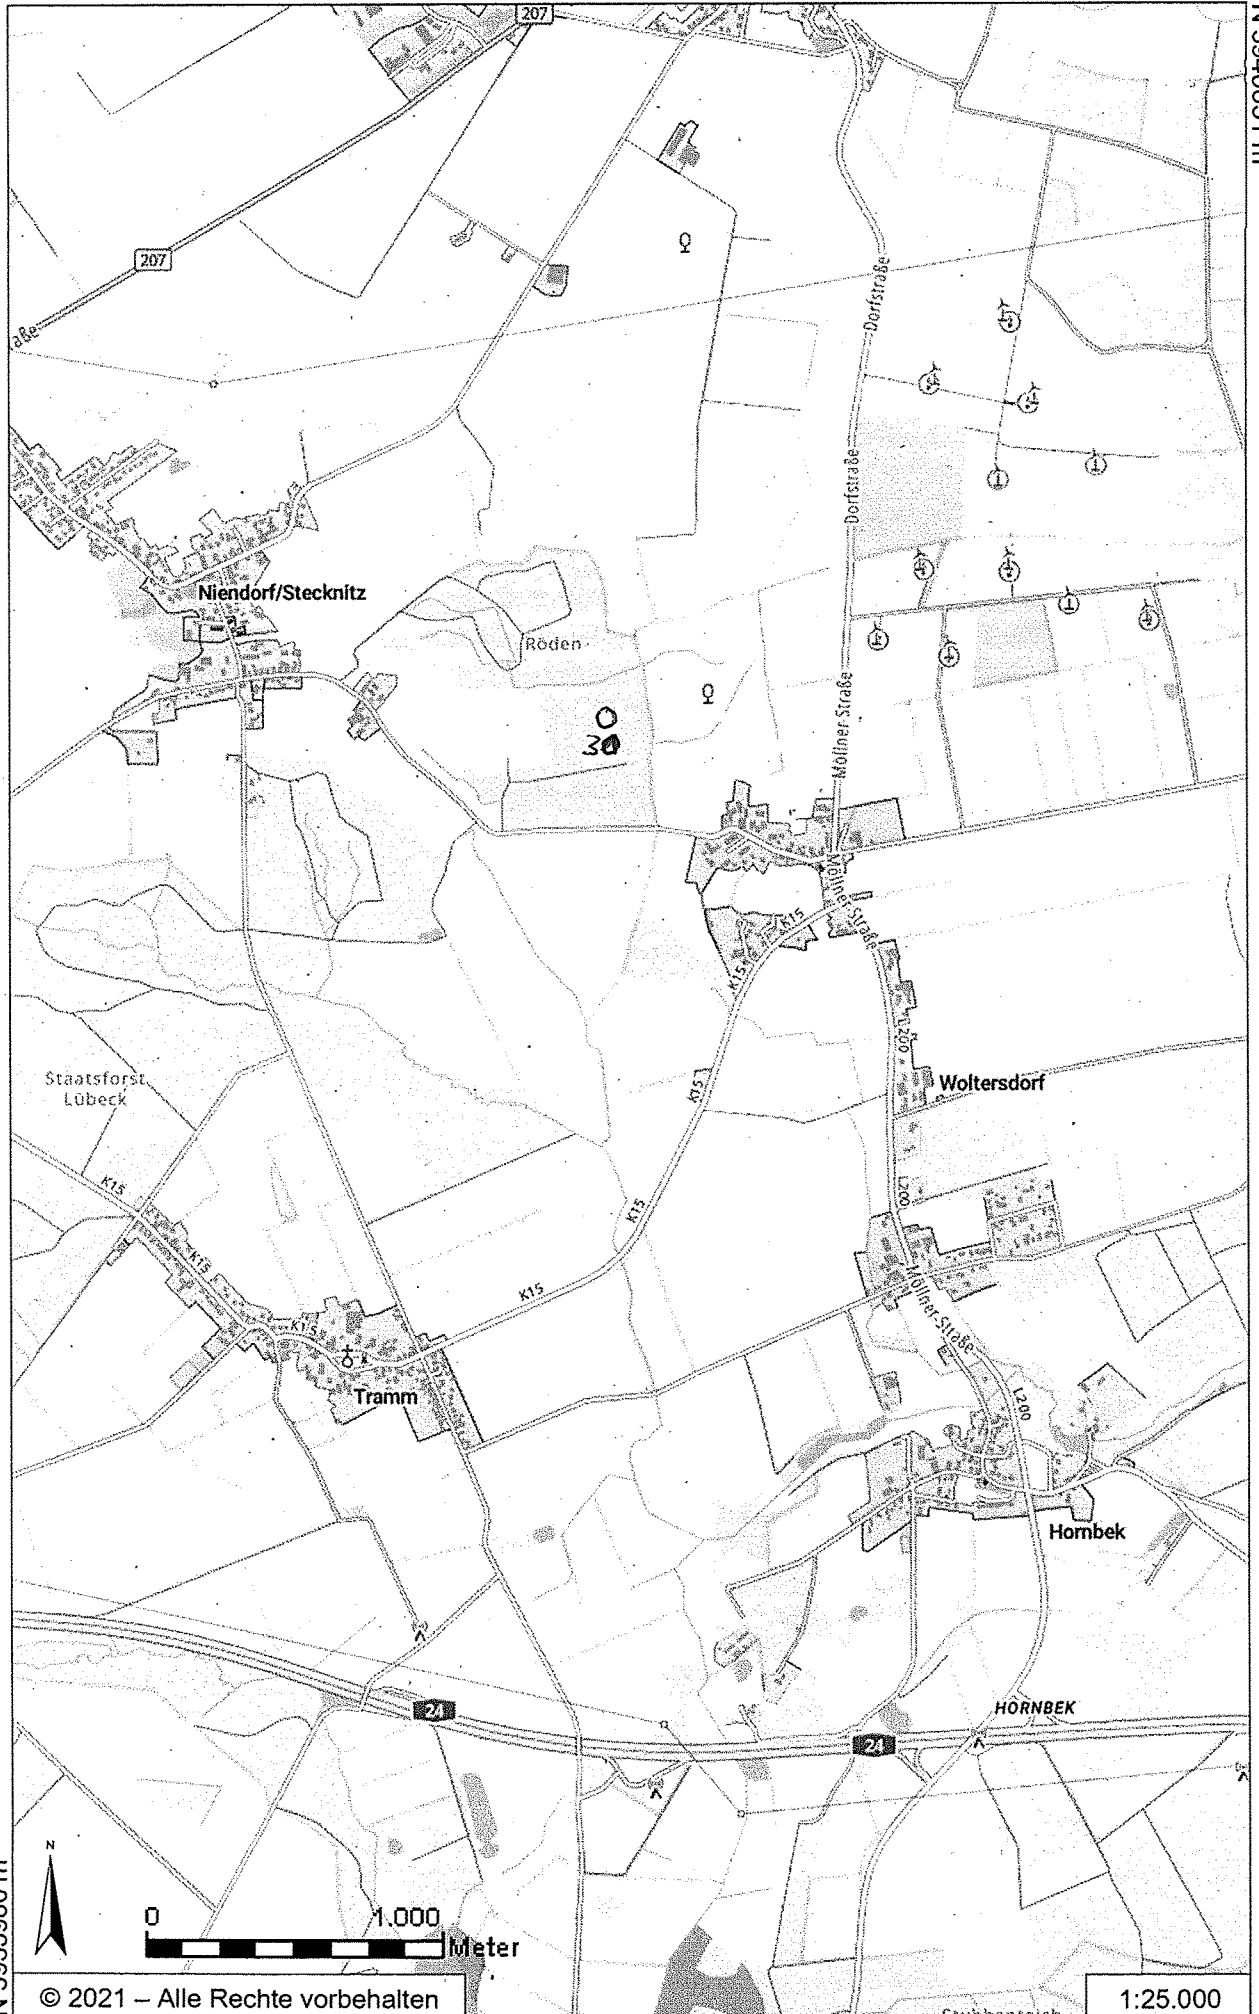 207
207
aße
Dorfstraße
Dorfstraße
Niendorf/Stecknitz
Röden
30
Möllner-Straße
Möllner-Straße
K15
K15
L200
K15
Woltersdorf
Staatsforst
Lübeck
K15
L200
K15
K15
K15
K15
Möllner-Straße
Tramm
L200
Hornbek
HORNBEK
24
24
N
0 1.000
Meter
© 2021 – Alle Rechte vorbehalten
1:25.000